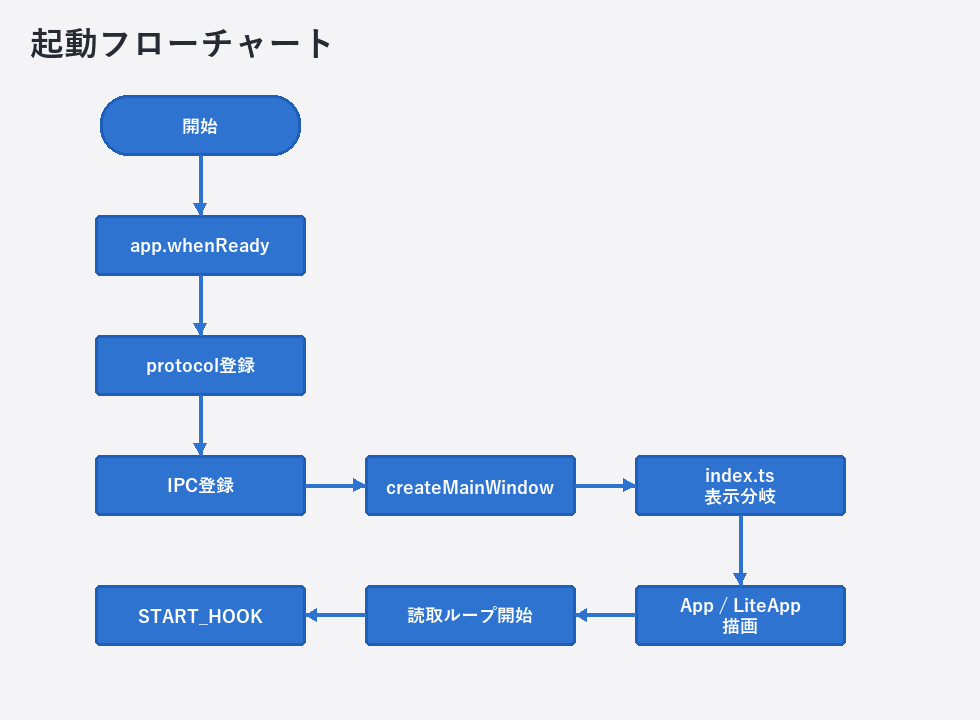 起動フローチャート
開始
app.whenReady
protocol登録
IPC登録
createMainWindow
index.ts
表示分岐
App / LiteApp
描画
読取ループ開始
START_HOOK